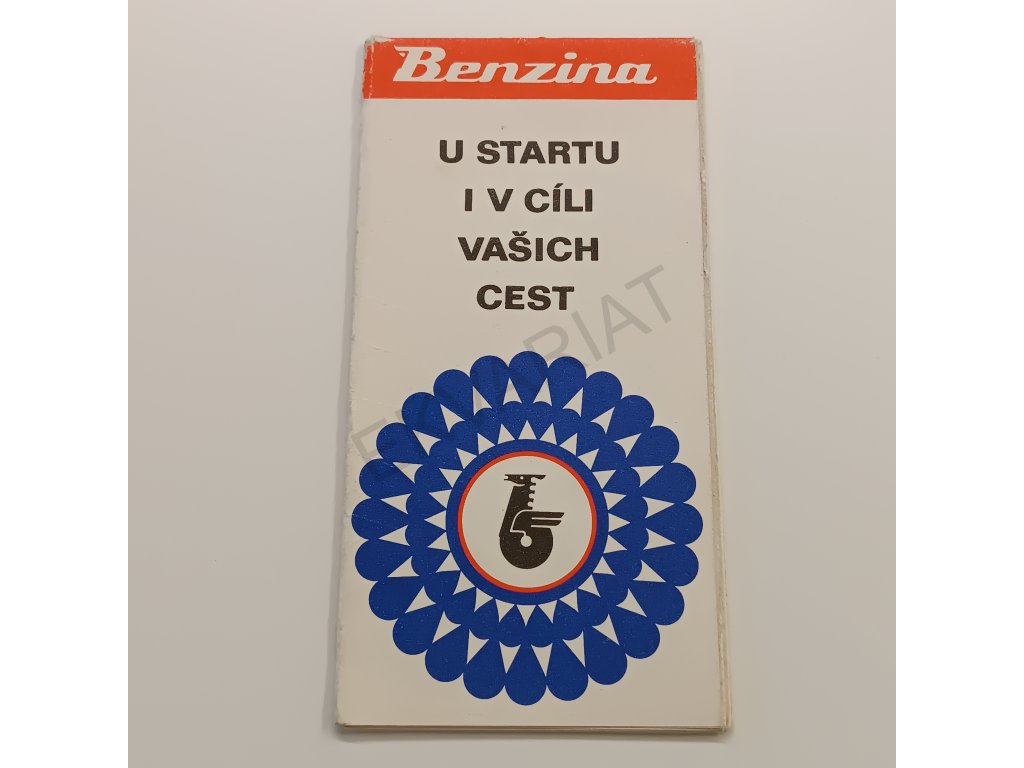 Benzina
U STARTU
I V CÍLI
VAŠICH
CEST